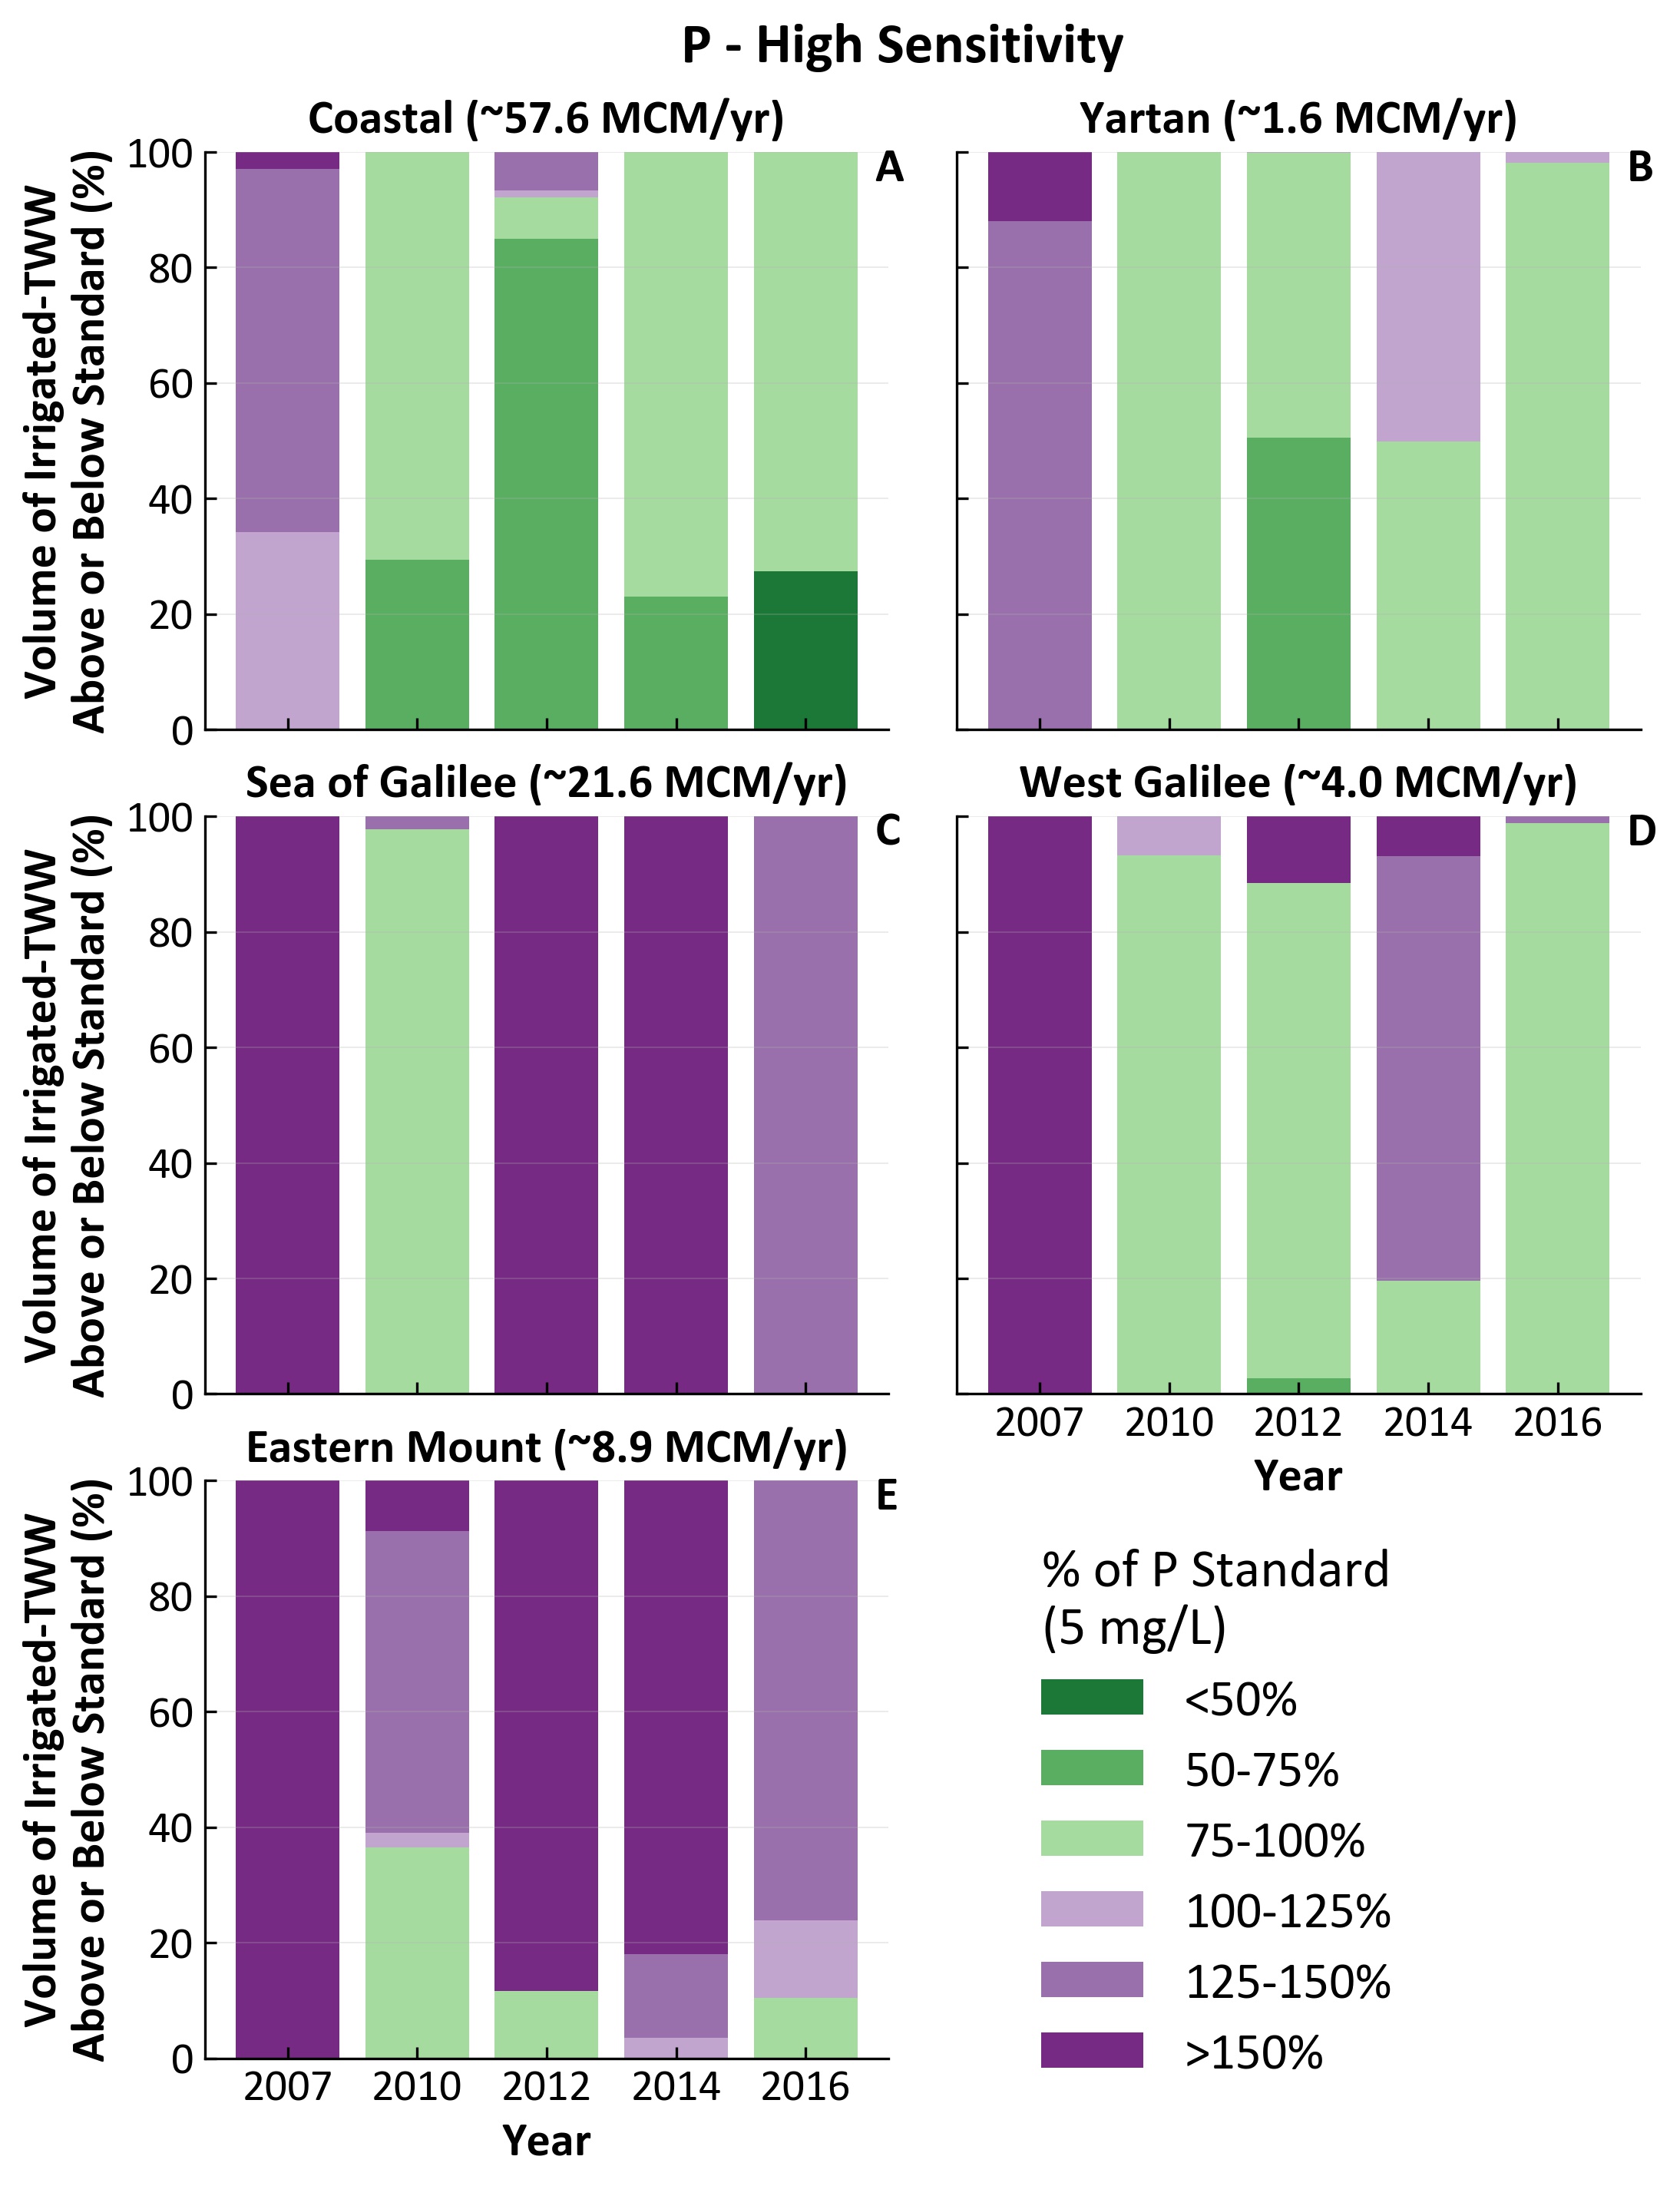 P - High Sensitivity
Coastal (~57.6 MCM/yr)
Yartan (~1.6 MCM/yr)
Volume of Irrigated-TWW
Above or Below Standard (%)
100
80
60
40
20
0
A
B
Sea of Galilee (~21.6 MCM/yr)
West Galilee (~4.0 MCM/yr)
Volume of Irrigated-TWW
Above or Below Standard (%)
100
80
60
40
20
0
C
D
2007 2010 2012 2014 2016
Year
Eastern Mount (~8.9 MCM/yr)
Volume of Irrigated-TWW
Above or Below Standard (%)
100
80
60
40
20
0
E
2007 2010 2012 2014 2016
Year
% of P Standard
(5 mg/L)
<50%
50-75%
75-100%
100-125%
125-150%
>150%